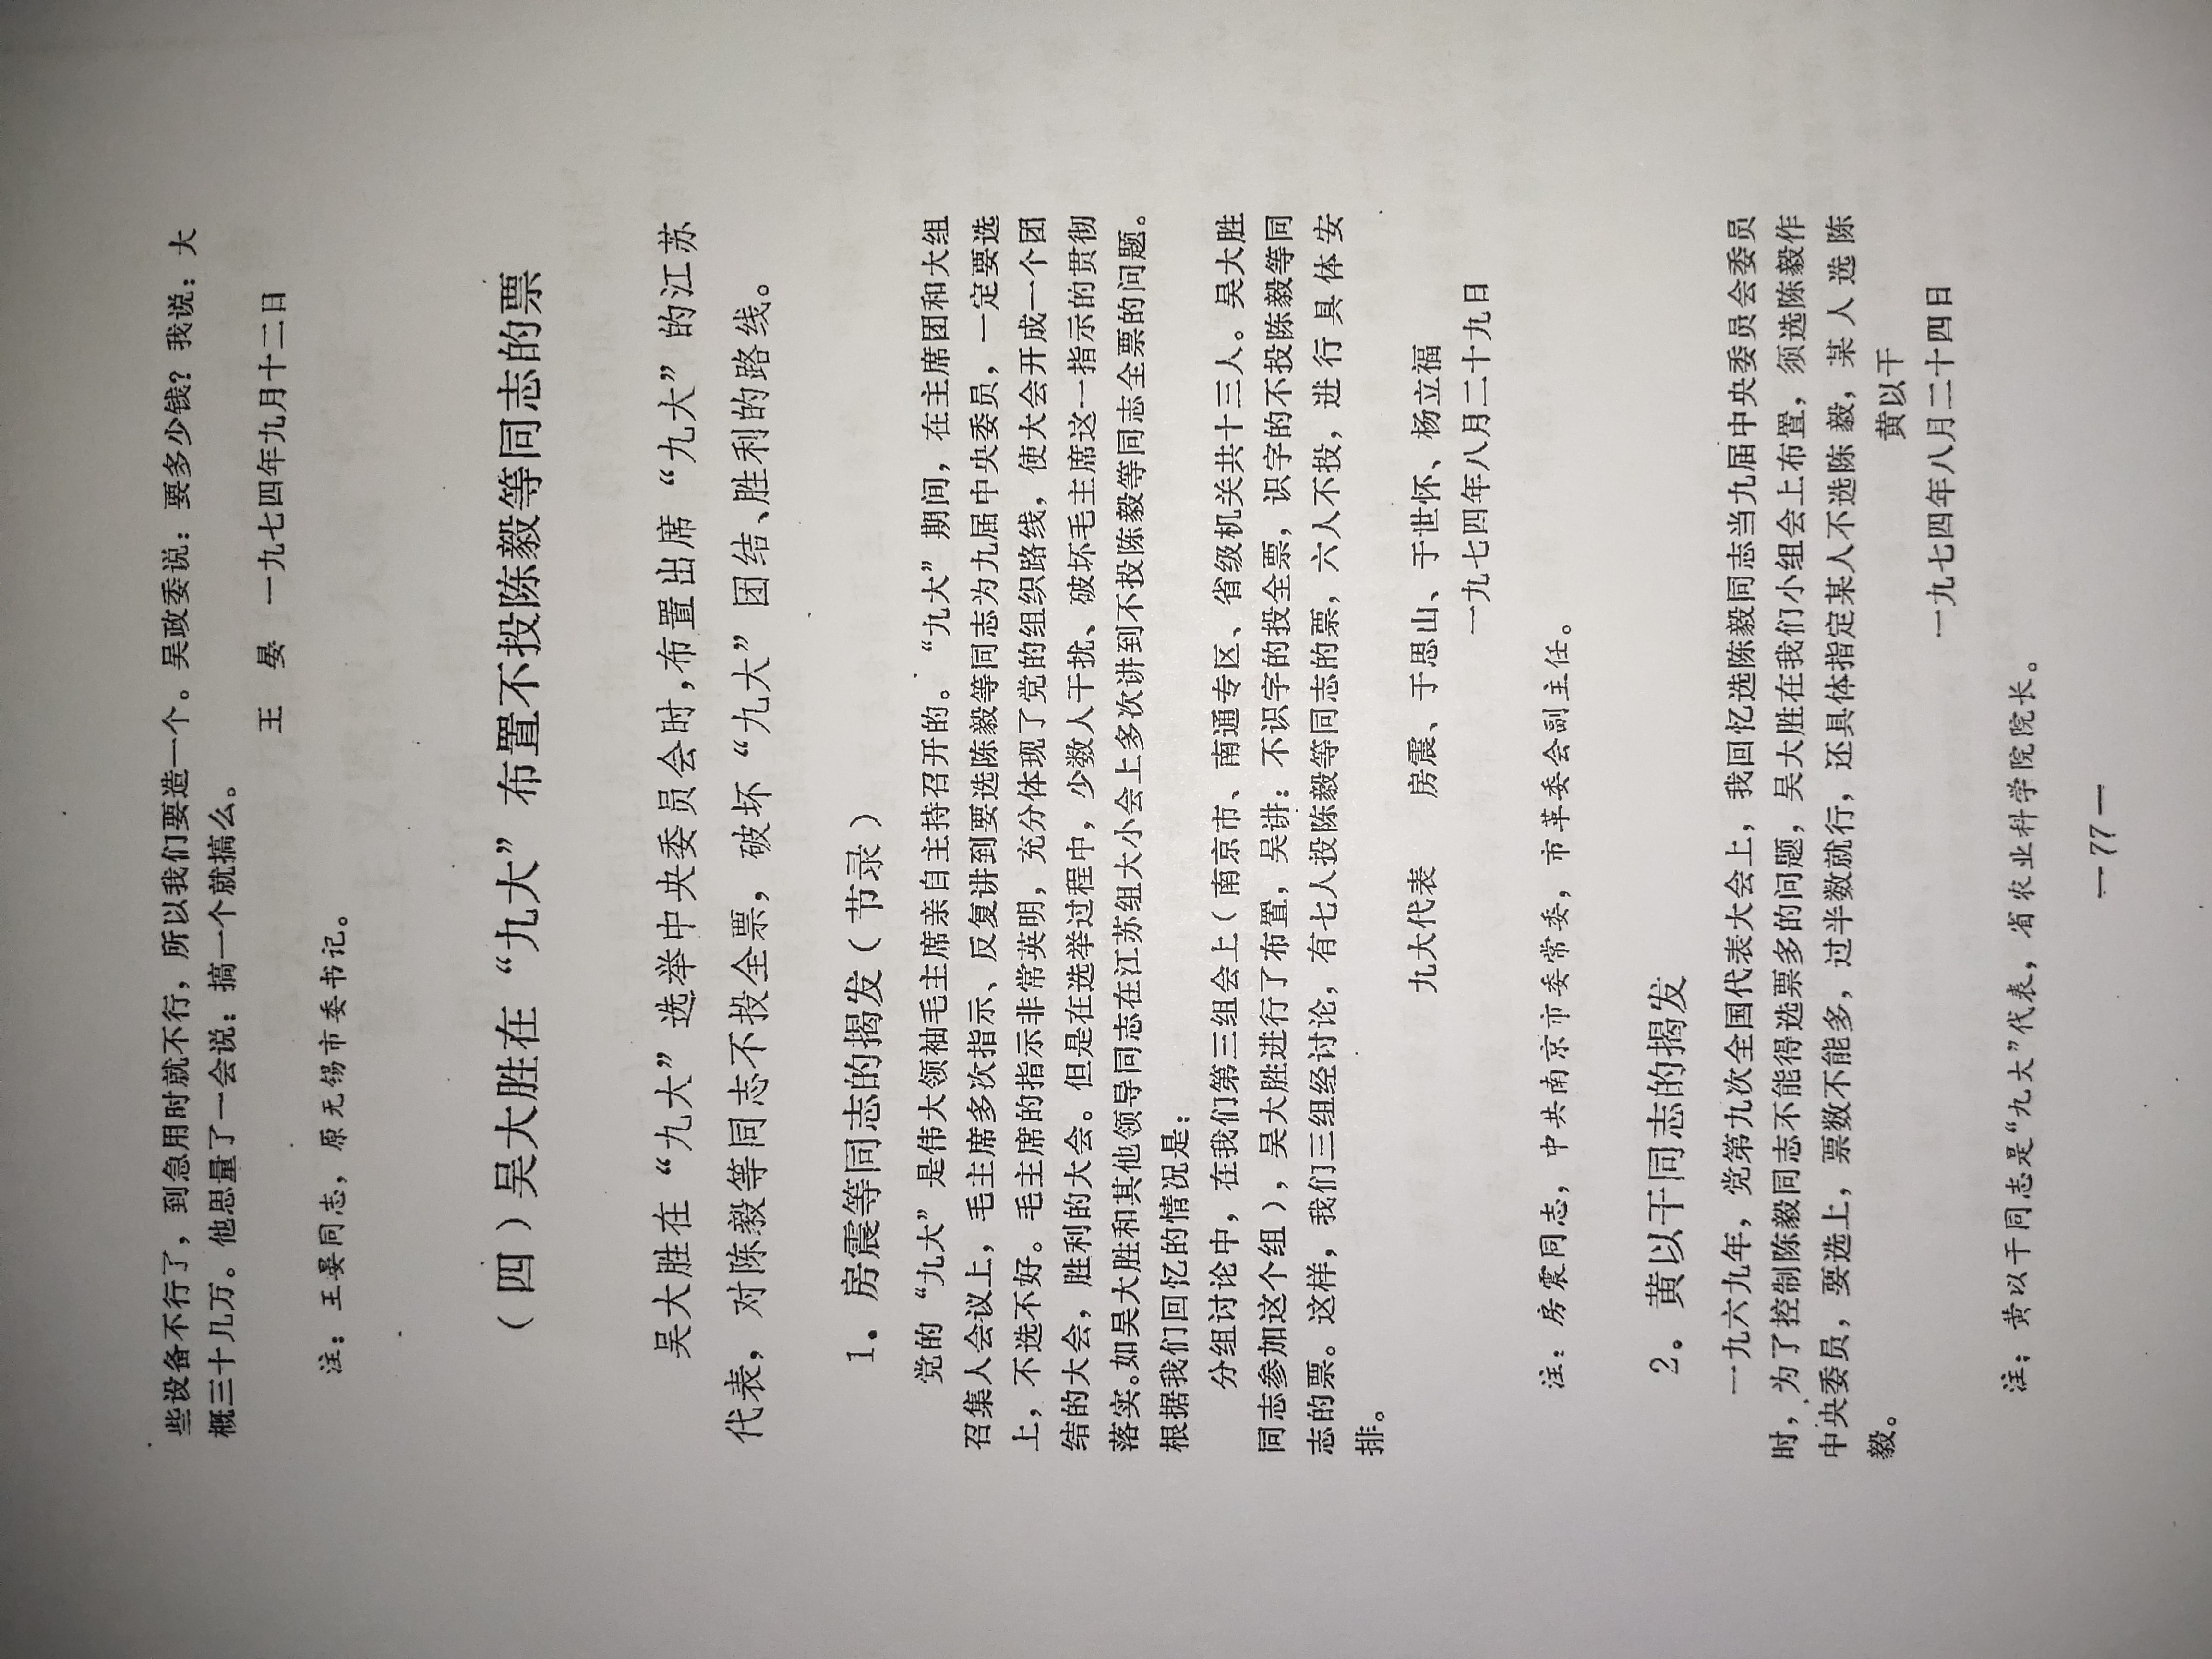 些设备不行了，到急用时就不行，所以我们要造一个。吴政委说：要多少钱？我说：大
概三十几万。他思量了一会说：搞一个就搞么。
王　晏　一九七四年九月十二日
注：王晏同志，原无锡市委书记。
（四）吴大胜在“九大”布置不投陈毅等同志的票
吴大胜在“九大”选举中央委员会时，布置出席“九大”的江苏
代表，对陈毅等同志不投全票，破坏“九大”团结、胜利的路线。
1．房震等同志的揭发（节录）
党的“九大”是伟大领袖毛主席亲自主持召开的。“九大”期间，在主席团和大组
召集人会议上，毛主席多次指示、反复讲到要选陈毅等同志为九届中央委员，一定要选
上，不选不好。毛主席的指示非常英明，充分体现了党的组织路线，使大会开成一个团
结的大会，胜利的大会。但是在选举过程中，少数人干扰、破坏毛主席这一指示的贯彻
落实。如吴大胜和其他领导同志在江苏组大小会上多次讲到不投陈毅等同志全票的问题。
根据我们回忆的情况是：
分组讨论中，在我们第三组会上（南京市、南通专区、省级机关共十三人。吴大胜
同志参加这个组），吴大胜进行了布置，吴讲：不识字的投全票，识字的不投陈毅等同
志的票。这样，我们三组经讨论，有七人投陈毅等同志的票，六人不投，进行具体安
排。
九大代表　　房震、于思山、于世怀、杨立福
一九七四年八月二十九日
注：房震同志，中共南京市委常委，市革委会副主任。
2。黄以干同志的揭发
一九六九年，党第九次全国代表大会上，我回忆选陈毅同志当九届中央委员会委员
时，为了控制陈毅同志不能得选票多的问题，吴大胜在我们小组会上布置，须选陈毅作
中央委员，要选上，票数不能多，过半数就行，还具体指定某人不选陈毅，某人选陈
毅。
黄以干
一九七四年八月二十四日
注：黄以干同志是“九大”代表，省农业科学院院长。
—77—